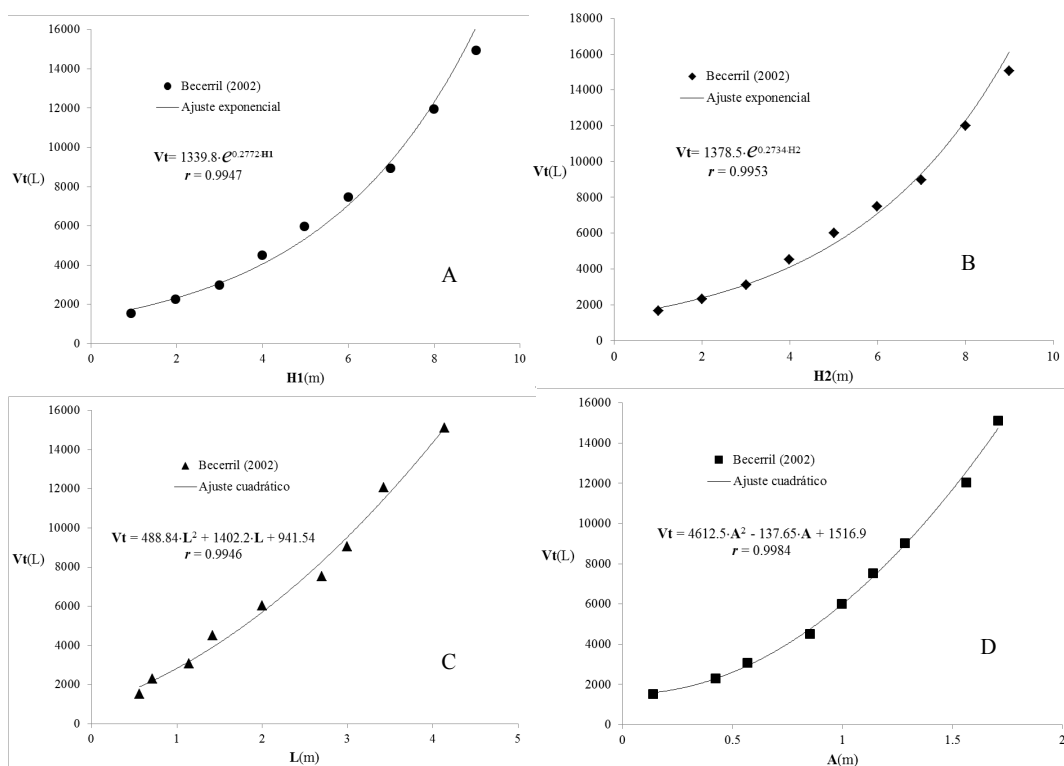 16000
14000
12000
10000
8000
6000
4000
2000
0
Vt(L)
Becerril (2002)
Ajuste exponencial
Vt= 1339.8·e^0.2772·H1
r = 0.9947
A
0 2 4 6 8 10
H1(m)
18000
16000
14000
12000
10000
8000
6000
4000
2000
0
Vt(L)
Becerril (2002)
Ajuste exponencial
Vt= 1378.5·e^0.2734·H2
r = 0.9953
B
0 2 4 6 8 10
H2(m)
16000
14000
12000
10000
8000
6000
4000
2000
0
Vt(L)
Becerril (2002)
Ajuste cuadrático
Vt = 488.84·L² + 1402.2·L + 941.54
r = 0.9946
C
0 1 2 3 4 5
L(m)
16000
14000
12000
10000
8000
6000
4000
2000
0
Vt(L)
Becerril (2002)
Ajuste cuadrático
Vt = 4612.5·A² - 137.65·A + 1516.9
r = 0.9984
D
0 0.5 1 1.5 2
A(m)